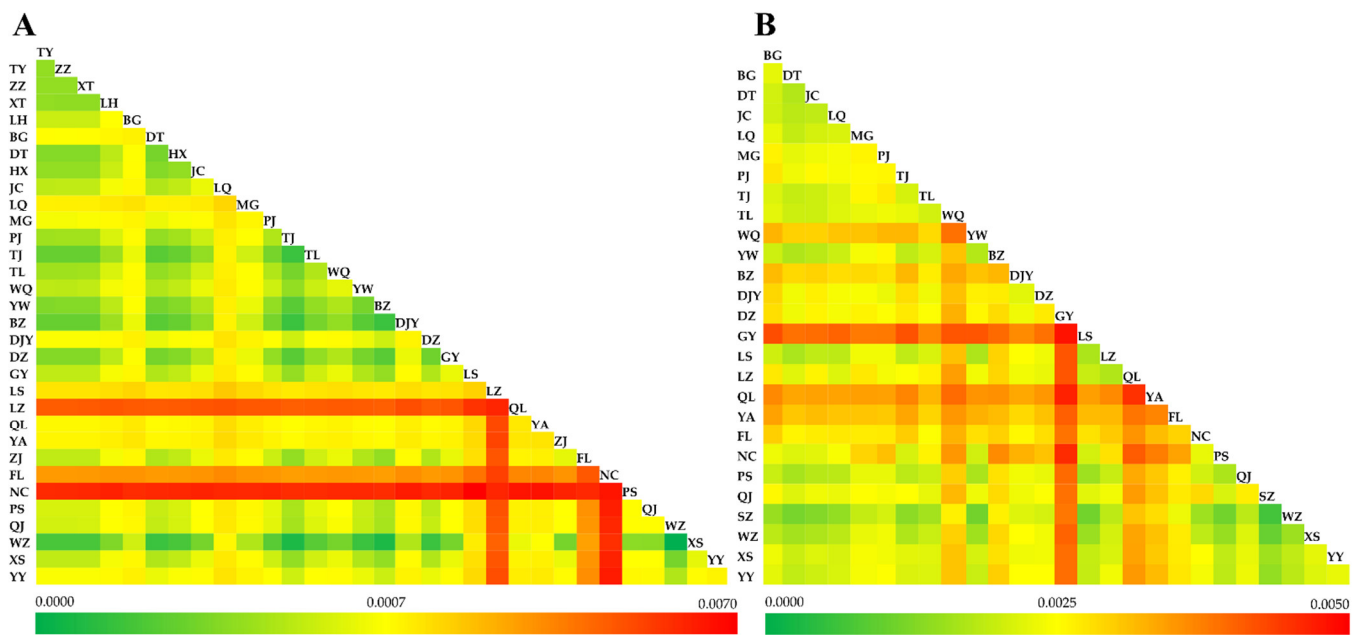 A
B
TY
TY ZZ
ZZ XT
XT LH
LH BG
BG DT
DT HX
HX JC
JC LQ
LQ MG
MG PJ
PJ TJ
TJ TL
TL WQ
WQ YW
YW BZ
BZ DJY
DJY DZ
DZ GY
GY LS
LS LZ
LZ QL
QL YA
YA ZJ
ZJ FL
FL NC
NC PS
PS QJ
QJ WZ
WZ XS
XS YY
YY
0.0000 0.0007 0.0070
BG
BG DT
DT JC
JC LQ
LQ MG
MG PJ
PJ TJ
TJ TL
TL WQ
WQ YW
YW BZ
BZ DJY
DJY DZ
DZ GY
GY LS
LS LZ
LZ QL
QL YA
YA FL
FL NC
NC PS
PS QJ
QJ SZ
SZ WZ
WZ XS
XS YY
YY
0.0000 0.0025 0.0050